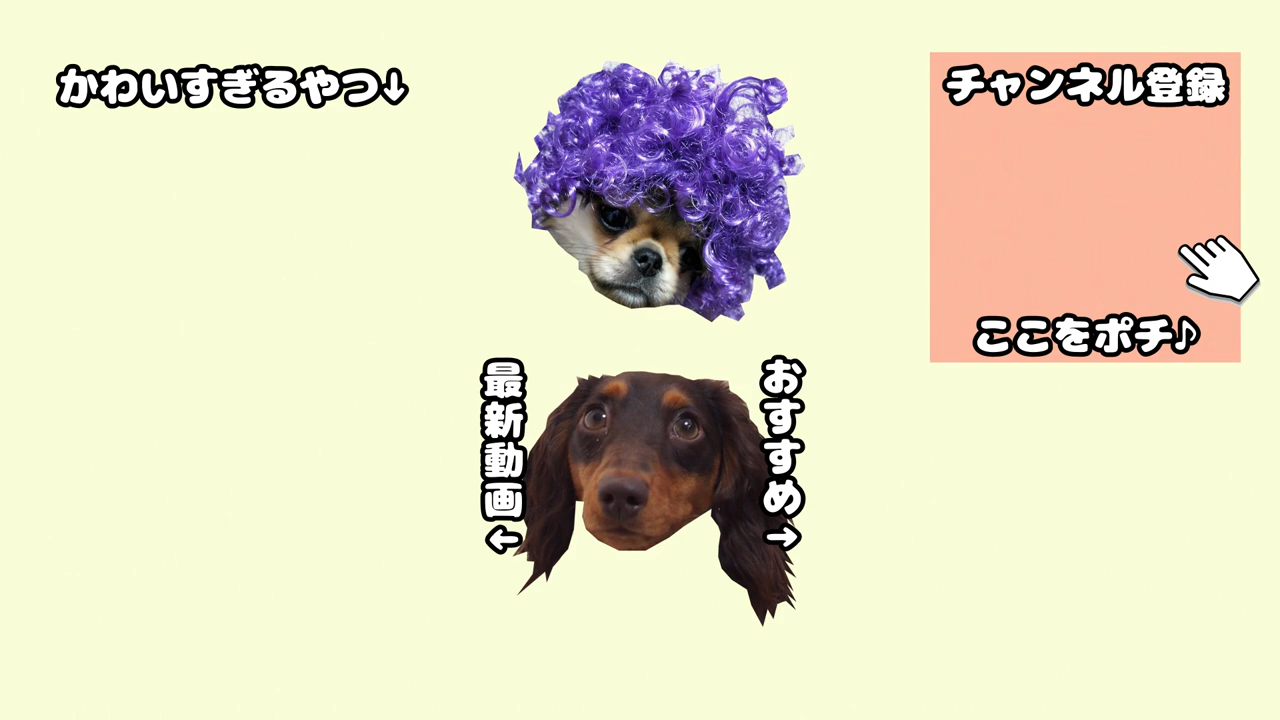 かわいすぎるやつ↓
チャンネル登録
ここをポチ♪
最新動画←
おすすめ→